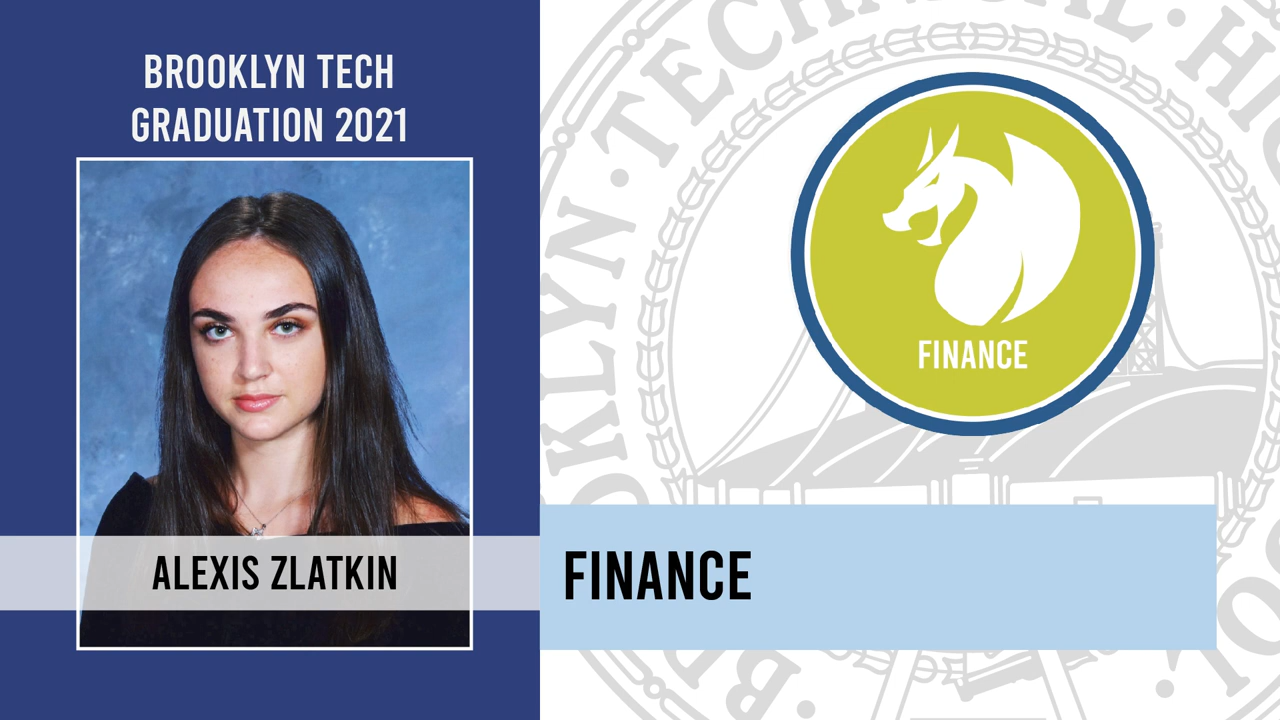 BROOKLYN TECH
GRADUATION 2021
ALEXIS ZLATKIN
FINANCE
FINANCE